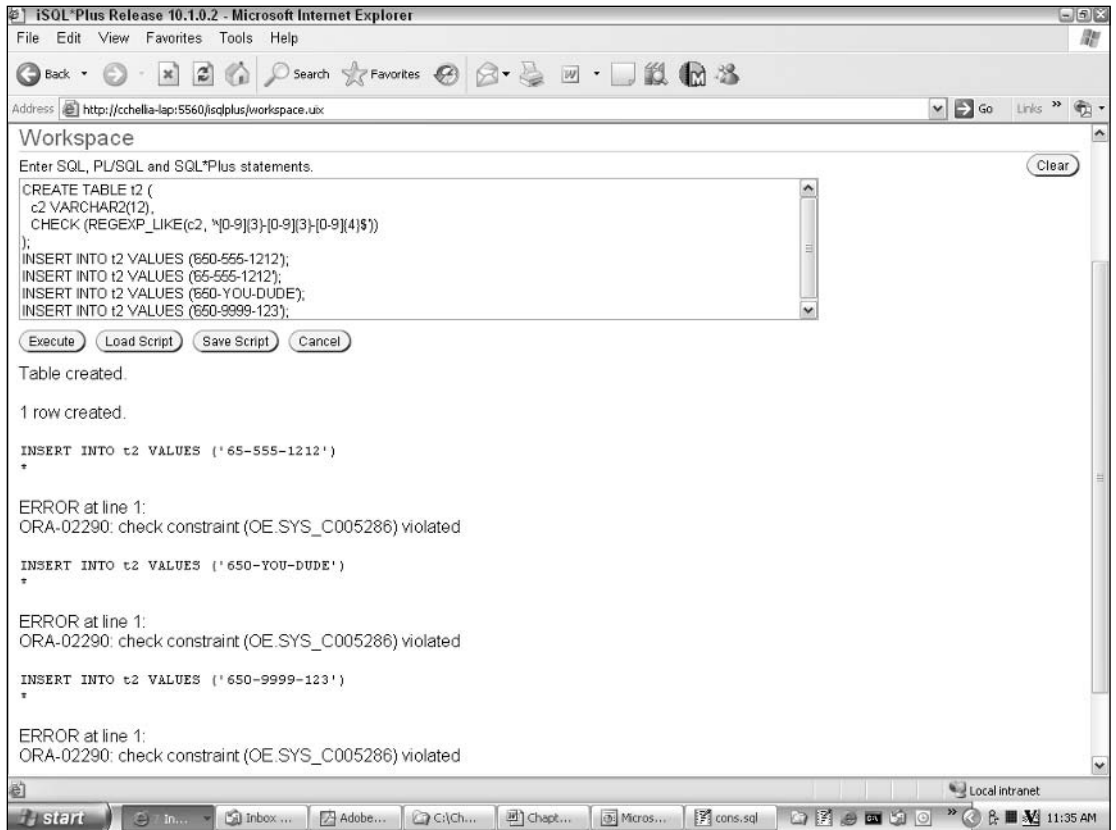 iSQL*Plus Release 10.1.0.2 - Microsoft Internet Explorer
File Edit View Favorites Tools Help
Back Search Favorites
Address http://cchellia-lap:5560/isqlplus/workspace.uix Go Links »
Workspace
Enter SQL, PL/SQL and SQL*Plus statements. Clear
CREATE TABLE t2 (
c2 VARCHAR2(12),
CHECK (REGEXP_LIKE(c2, '^[0-9]{3}-[0-9]{3}-[0-9]{4}$'))
);
INSERT INTO t2 VALUES ('650-555-1212');
INSERT INTO t2 VALUES ('65-555-1212');
INSERT INTO t2 VALUES ('650-YOU-DUDE');
INSERT INTO t2 VALUES ('650-9999-123');
Execute Load Script Save Script Cancel
Table created.
1 row created.
INSERT INTO t2 VALUES ('65-555-1212')
*
ERROR at line 1:
ORA-02290: check constraint (OE.SYS_C005286) violated
INSERT INTO t2 VALUES ('650-YOU-DUDE')
*
ERROR at line 1:
ORA-02290: check constraint (OE.SYS_C005286) violated
INSERT INTO t2 VALUES ('650-9999-123')
*
ERROR at line 1:
ORA-02290: check constraint (OE.SYS_C005286) violated
Local intranet
start 7 In... Inbox ... Adobe... C:\Ch... Chapt... Micros... cons.sql » 11:35 AM